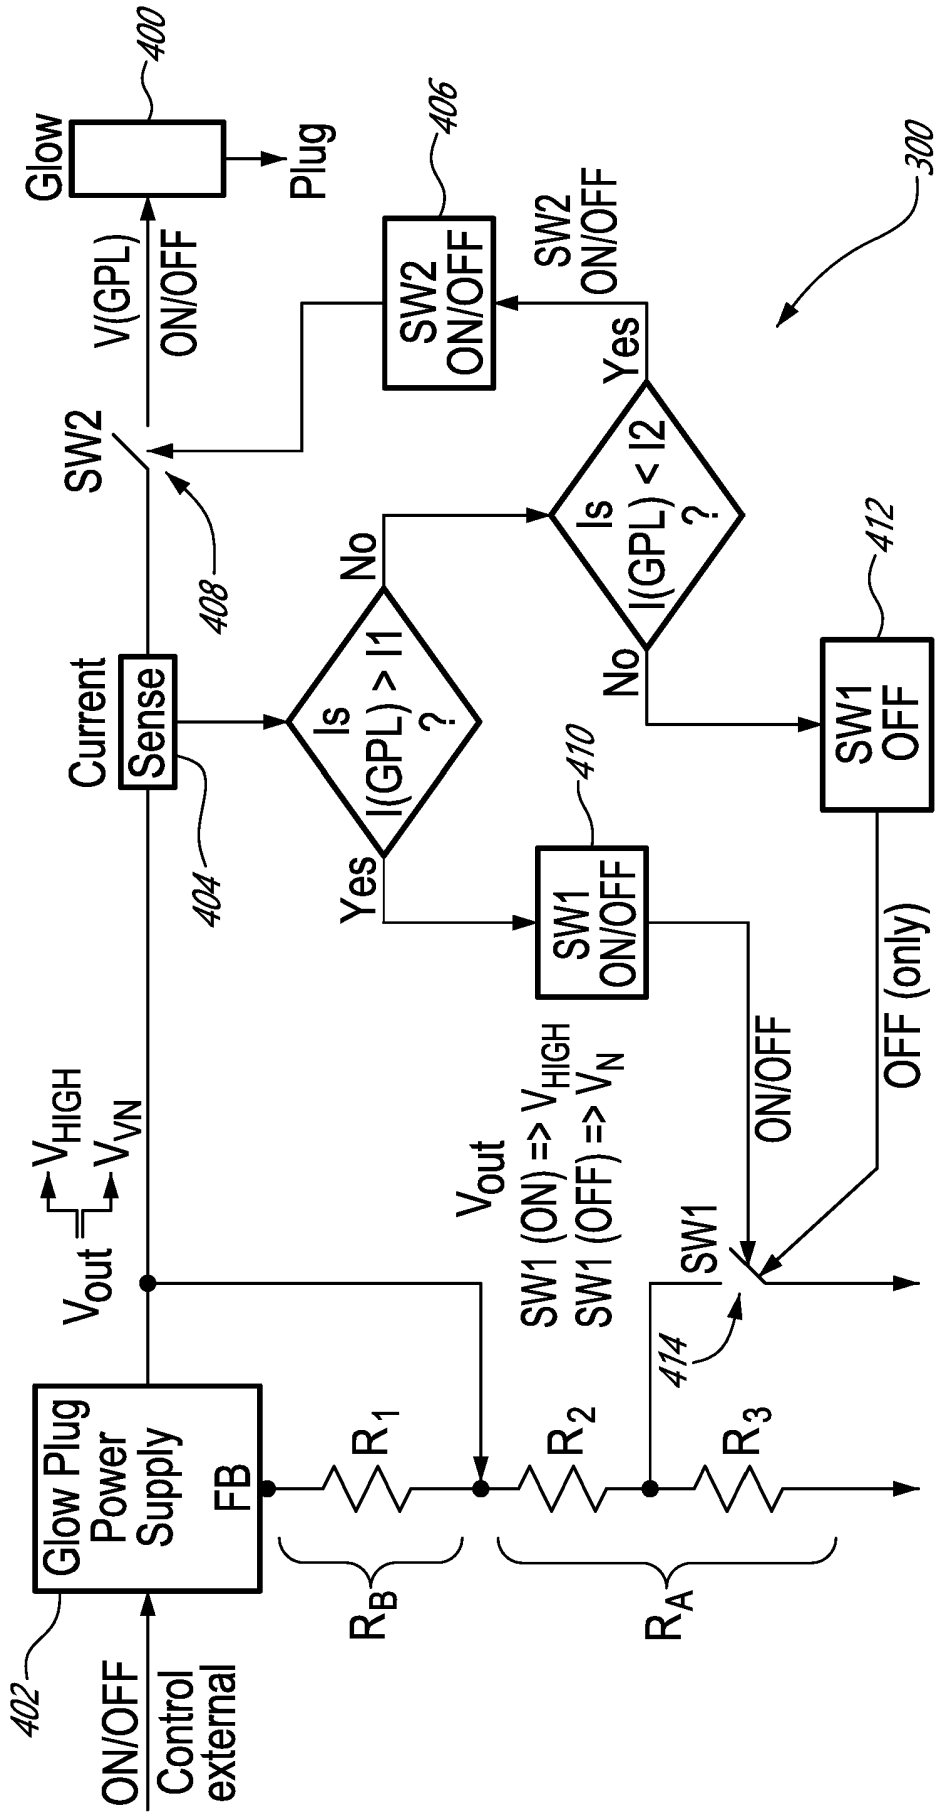 ON/OFF
Control
external
402
Glow Plug
Power
Supply
FB
Vout
VHIGH
VVN
Current
Sense
404
SW2
408
V(GPL)
ON/OFF
Glow
Plug
400
RB
R1
RA
R2
R3
Is
I(GPL) > I1
?
Yes
No
Is
I(GPL) < I2
?
Yes
No
SW2
ON/OFF
406
SW2
ON/OFF
SW1
ON/OFF
410
SW1
OFF
412
Vout
SW1 (ON) => VHIGH
SW1 (OFF) => VN
SW1
414
ON/OFF
OFF (only)
300